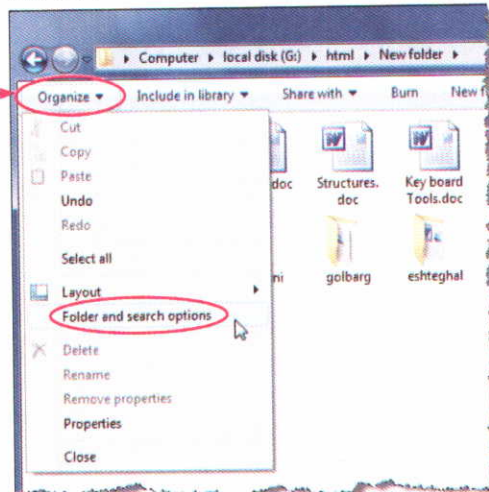 Computer ▸ local disk (G:) ▸ html ▸ New folder ▸
Organize ▾ Include in library ▾ Share with ▾ Burn New
Cut
Copy
Paste
Undo
Redo
Select all
Layout
Folder and search options
Delete
Rename
Remove properties
Properties
Close
doc
Structures.
doc
Key board
Tools.doc
ni
golbarg
eshteghal